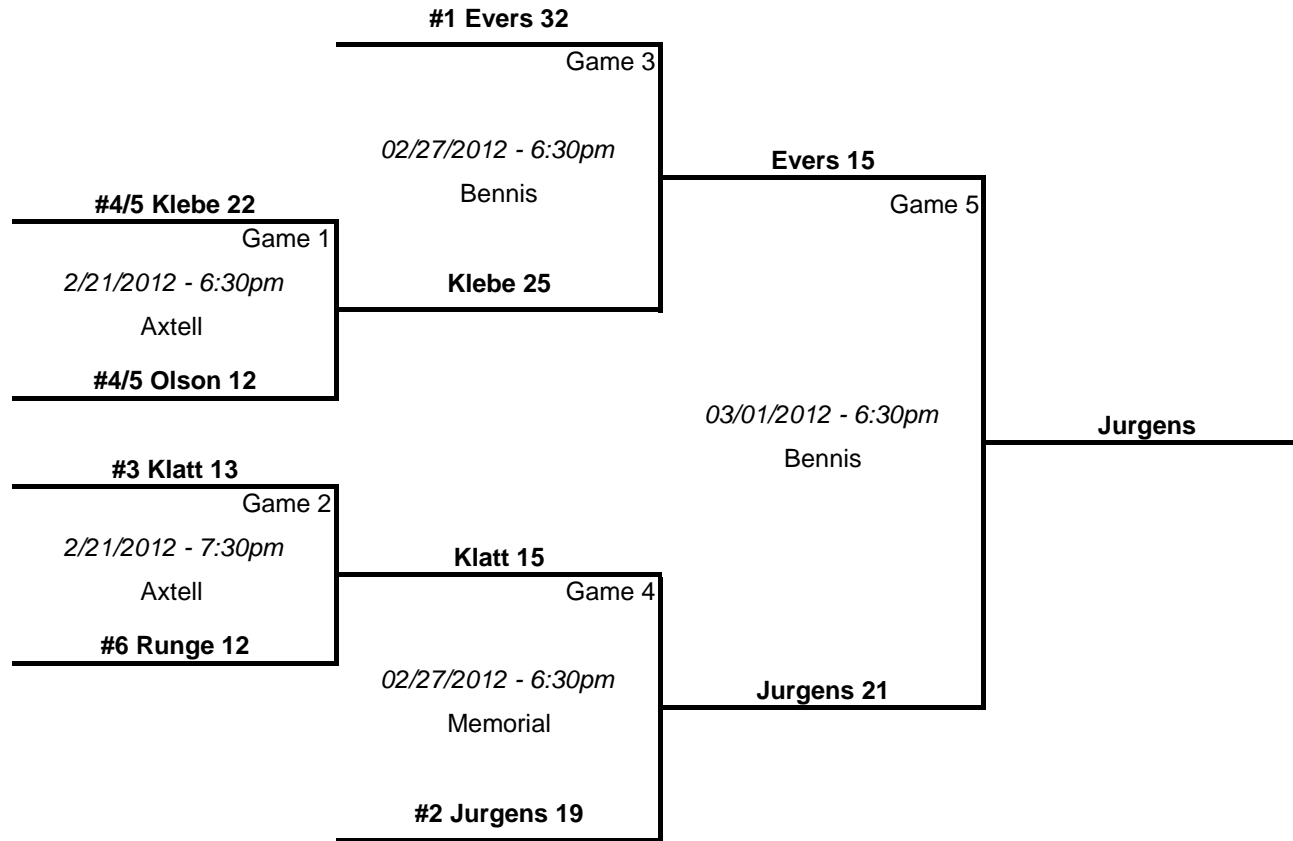 #1 Evers 32
Game 3
02/27/2012 - 6:30pm
Bennis
Evers 15
#4/5 Klebe 22
Game 5
Game 1
2/21/2012 - 6:30pm
Klebe 25
Axtell
#4/5 Olson 12
03/01/2012 - 6:30pm
Jurgens
Bennis
#3 Klatt 13
Game 2
2/21/2012 - 7:30pm
Klatt 15
Axtell
Game 4
#6 Runge 12
02/27/2012 - 6:30pm
Jurgens 21
Memorial
#2 Jurgens 19